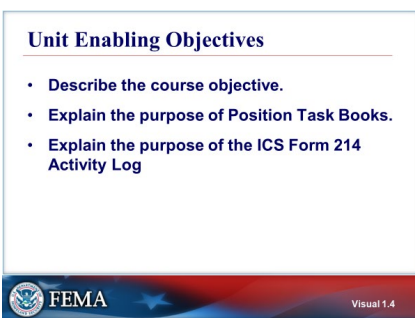 Unit Enabling Objectives
• Describe the course objective.
• Explain the purpose of Position Task Books.
• Explain the purpose of the ICS Form 214
Activity Log
FEMA
Visual 1.4